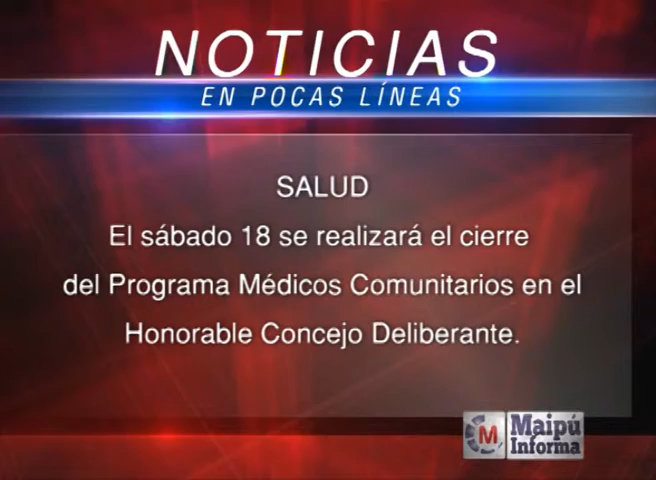 NOTICIAS
EN POCAS LÍNEAS
SALUD
El sábado 18 se realizará el cierre
del Programa Médicos Comunitarios en el
Honorable Concejo Deliberante.
M Maipú
Informa